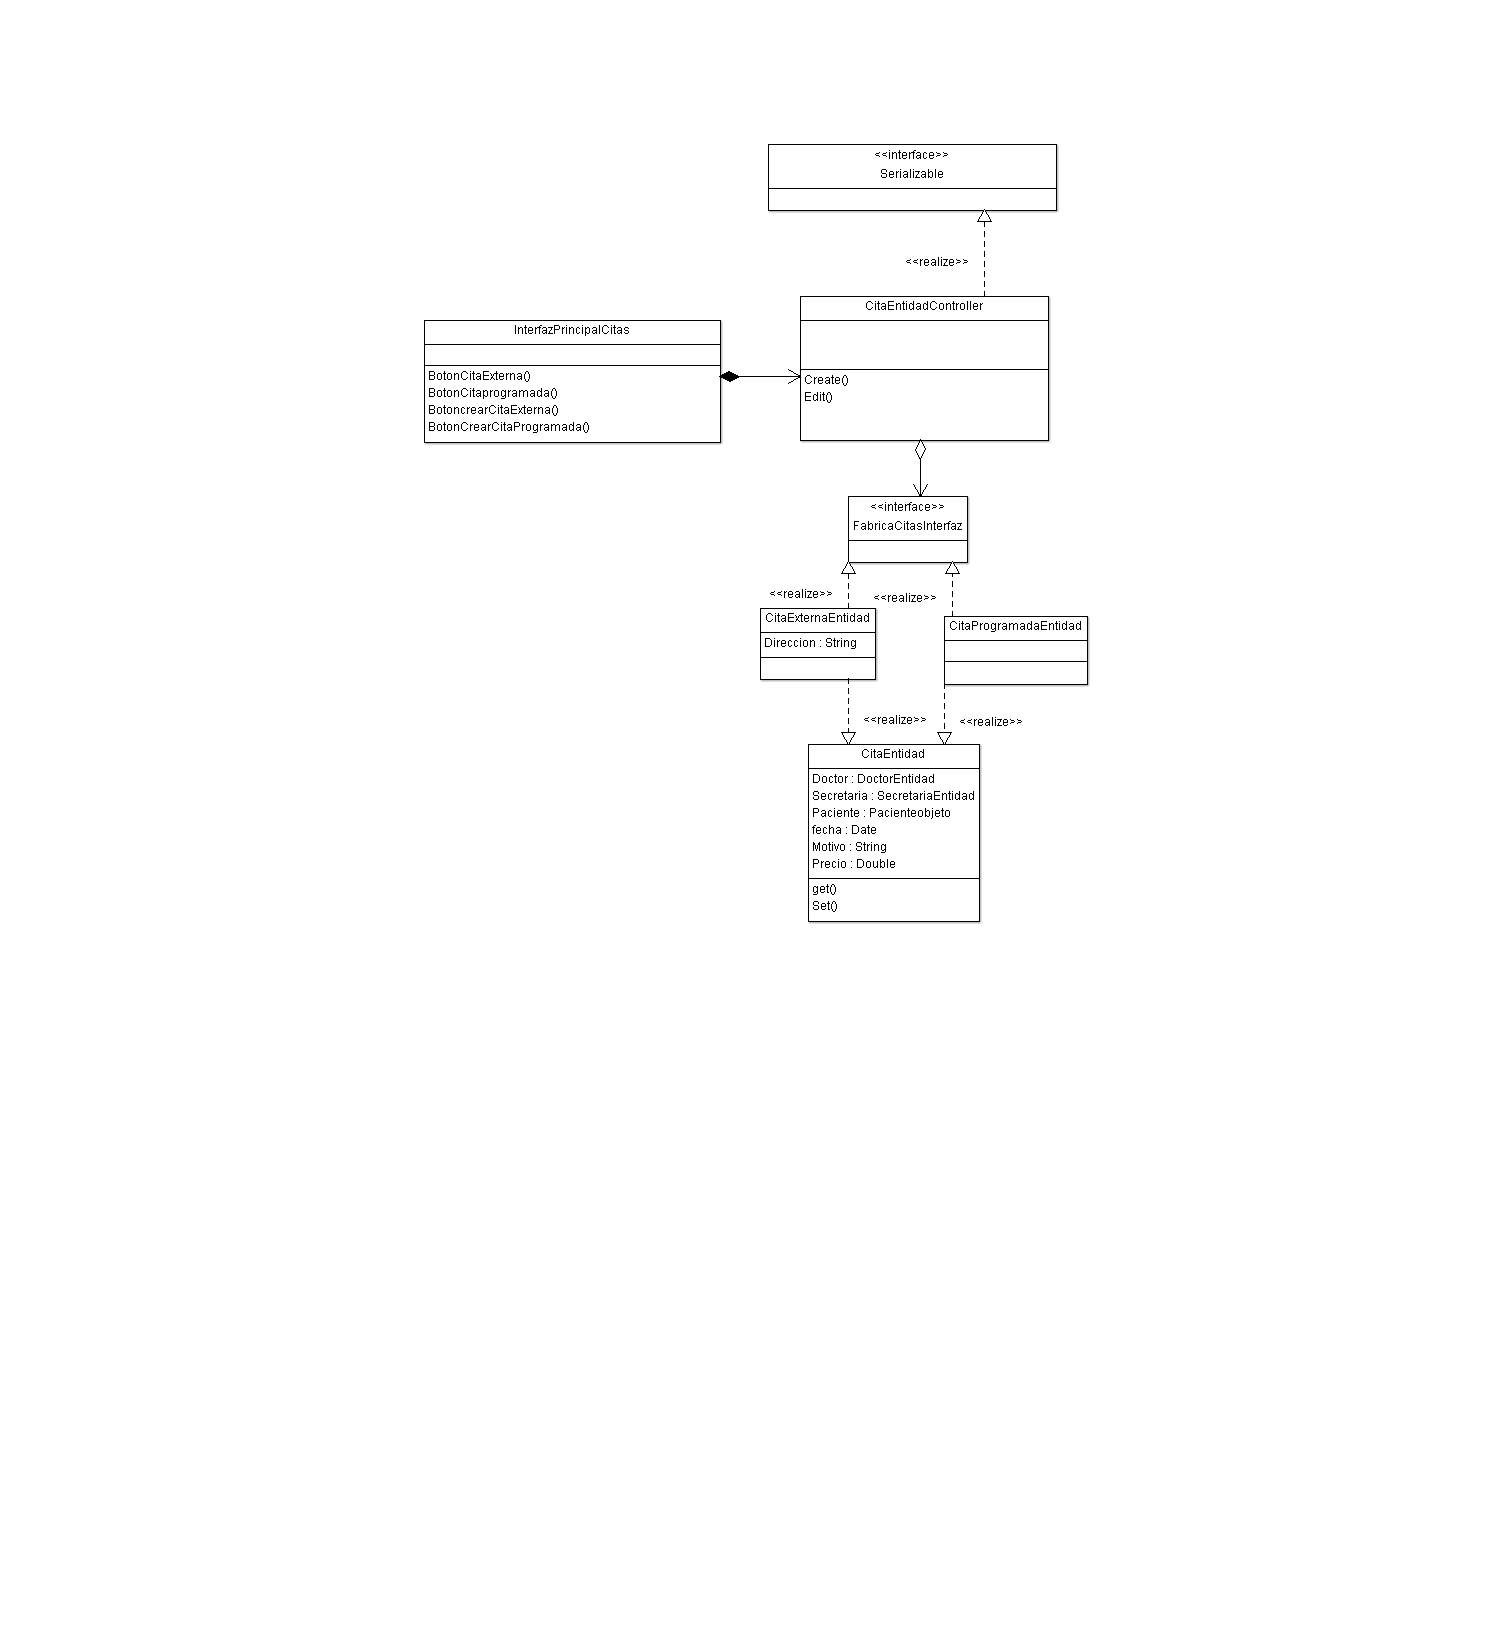 <<interface>>
Serializable
<<realize>>
CitaEntidadController
Create()
Edit()
InterfazPrincipalCitas
BotonCitaExterna()
BotonCitaprogramada()
BotoncrearCitaExterna()
BotonCrearCitaProgramada()
<<interface>>
FabricaCitasInterfaz
<<realize>>
<<realize>>
CitaExternaEntidad
Direccion : String
CitaProgramadaEntidad
<<realize>>
<<realize>>
CitaEntidad
Doctor : DoctorEntidad
Secretaria : SecretariaEntidad
Paciente : Pacienteobjeto
fecha : Date
Motivo : String
Precio : Double
get()
Set()